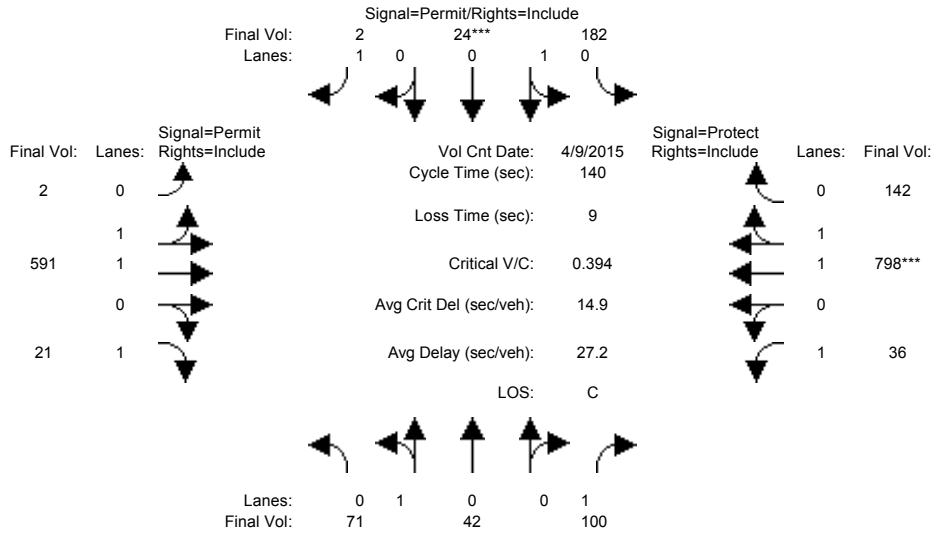 Signal=Permit/Rights=Include
Final Vol: 2 24*** 182
Lanes: 1 0 0 1 0
Signal=Permit Signal=Protect
Final Vol: Lanes: Rights=Include Vol Cnt Date: 4/9/2015 Rights=Include Lanes: Final Vol:
Cycle Time (sec): 140
2 0 0 142
Loss Time (sec): 9
1 1
591 1 Critical V/C: 0.394 1 798***
0 Avg Crit Del (sec/veh): 14.9 0
21 1 Avg Delay (sec/veh): 27.2 1 36
LOS: C
Lanes: 0 1 0 0 1
Final Vol: 71 42 100